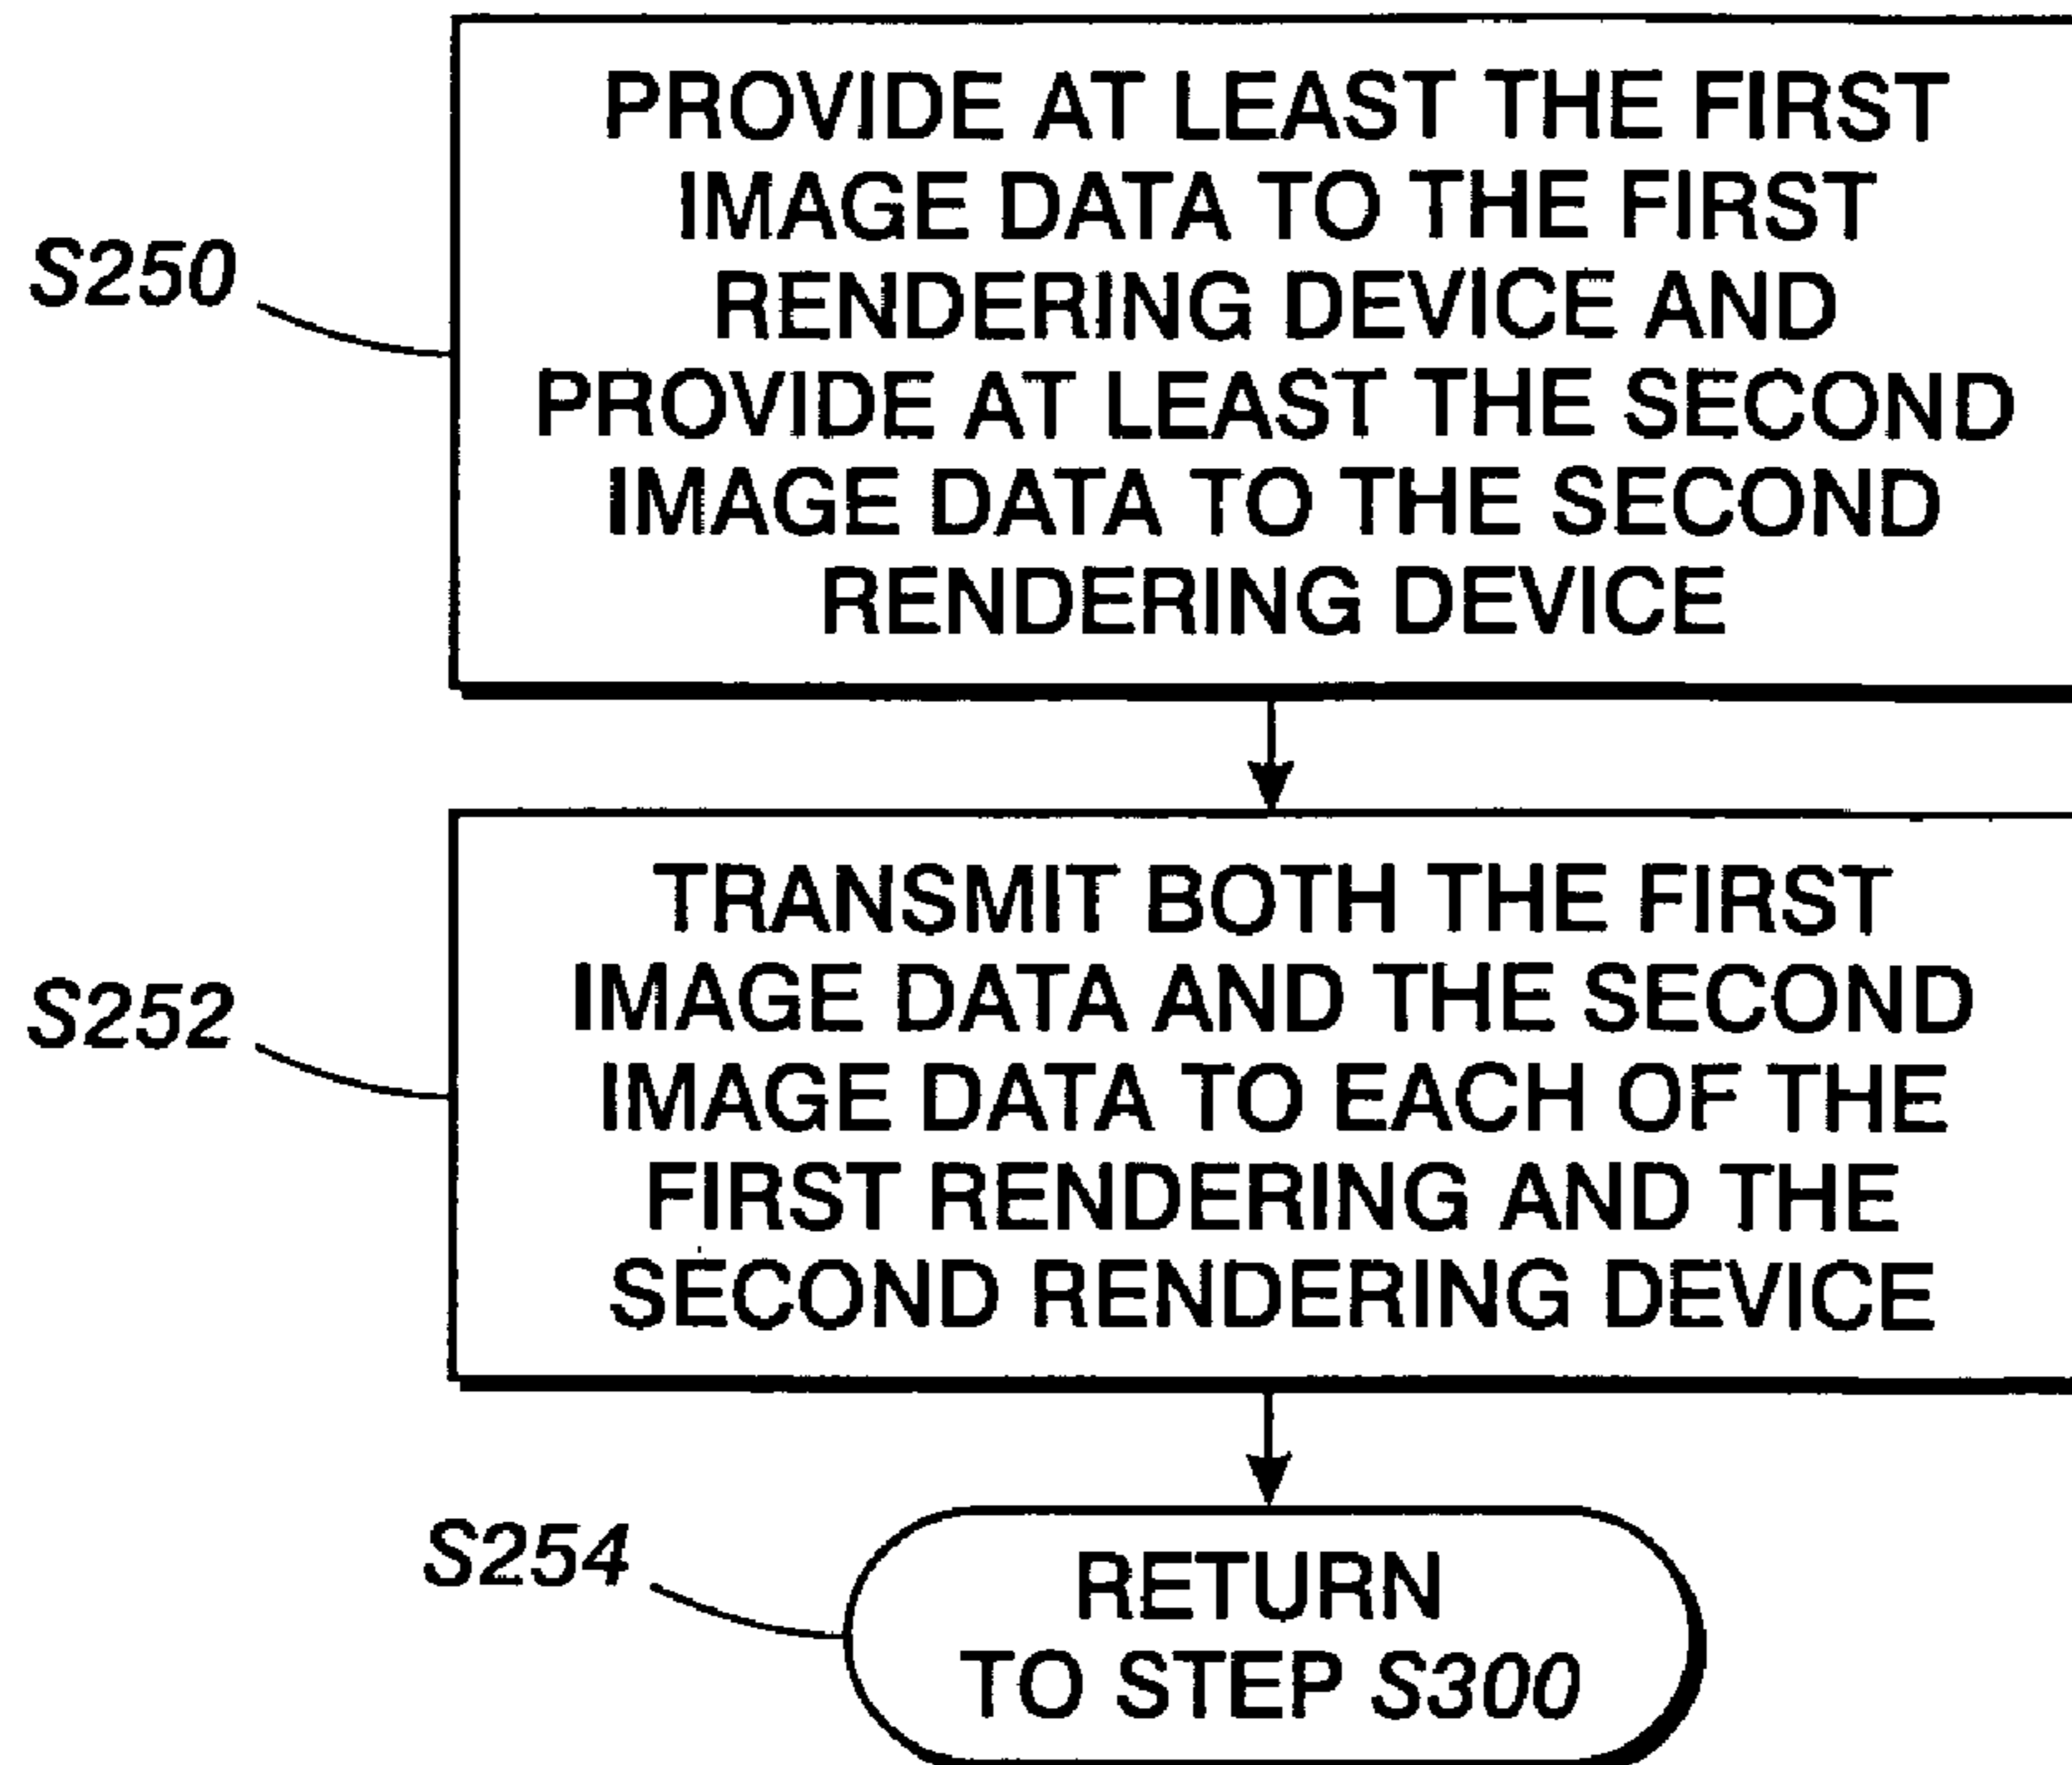 S250
PROVIDE AT LEAST THE FIRST
IMAGE DATA TO THE FIRST
RENDERING DEVICE AND
PROVIDE AT LEAST THE SECOND
IMAGE DATA TO THE SECOND
RENDERING DEVICE
S252
TRANSMIT BOTH THE FIRST
IMAGE DATA AND THE SECOND
IMAGE DATA TO EACH OF THE
FIRST RENDERING AND THE
SECOND RENDERING DEVICE
S254
RETURN
TO STEP S300